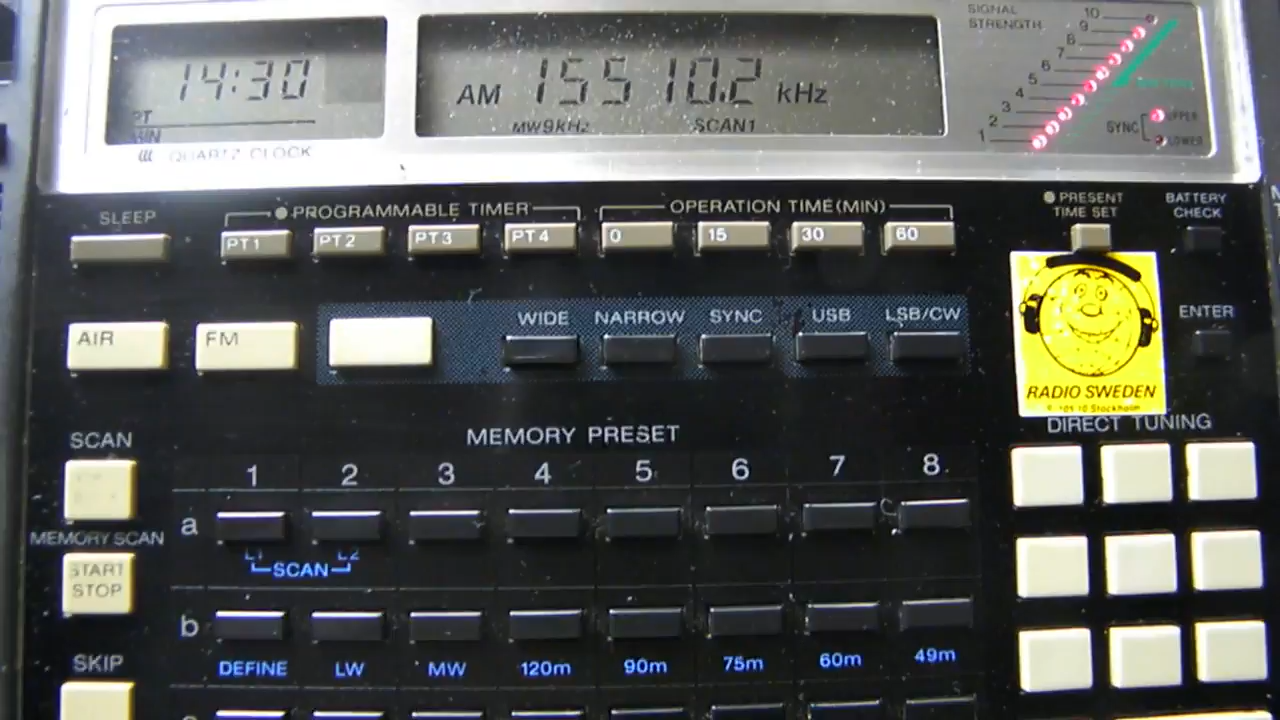 14:30
AM 15510.2 kHz
MW9kHz SCAN1
QUARTZ CLOCK
SIGNAL
STRENGTH
10
9
8
7
6
5
4
3
2
1
SYNC
UPPER
LOWER
SLEEP
PROGRAMMABLE TIMER
OPERATION TIME(MIN)
PRESENT
TIME SET
BATTERY
CHECK
PT1 PT2 PT3 PT4 0 15 30 60
AIR FM
WIDE NARROW SYNC USB LSB/CW
ENTER
RADIO SWEDEN
S-105 10 Stockholm
DIRECT TUNING
SCAN
MEMORY PRESET
1 2 3 4 5 6 7 8
a
L1 L2
SCAN
MEMORY SCAN
START
STOP
b
SKIP
DEFINE LW MW 120m 90m 75m 60m 49m